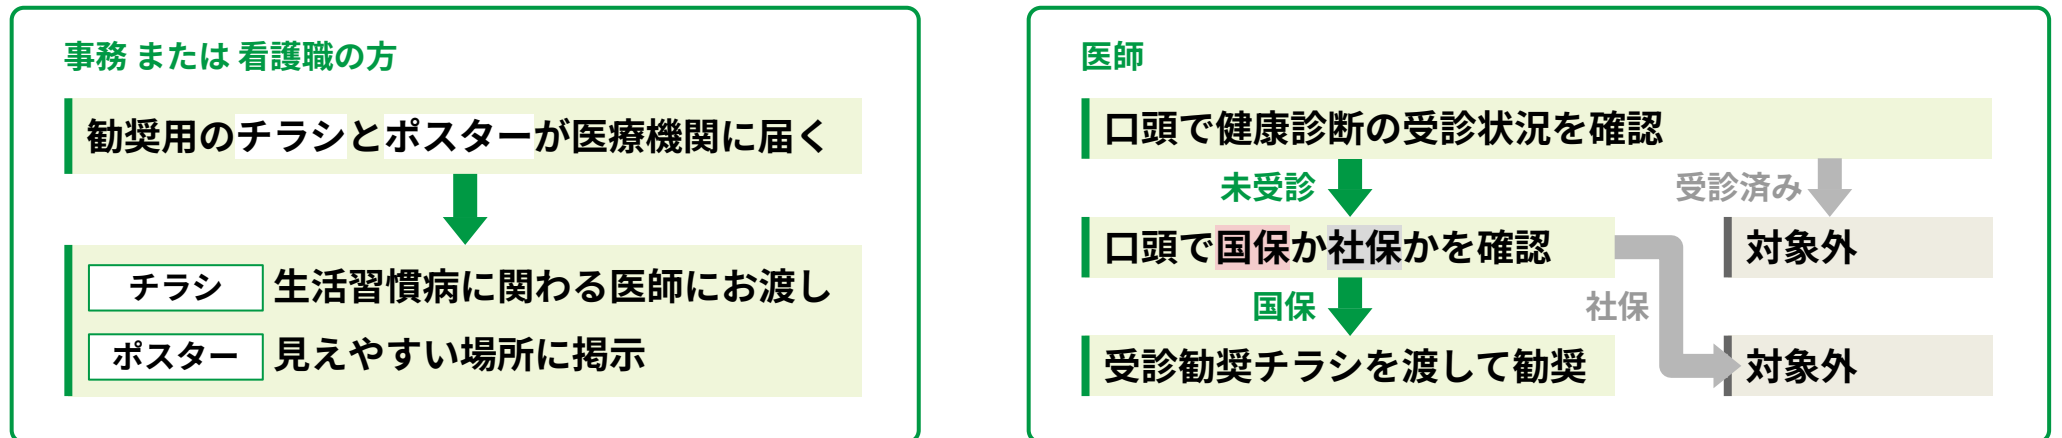 事務 または 看護職の方
勧奨用のチラシとポスターが医療機関に届く
チラシ 生活習慣病に関わる医師にお渡し
ポスター 見えやすい場所に掲示
医師
口頭で健康診断の受診状況を確認
未受診
受診済み
口頭で国保か社保かを確認
対象外
国保
社保
受診勧奨チラシを渡して勧奨
対象外